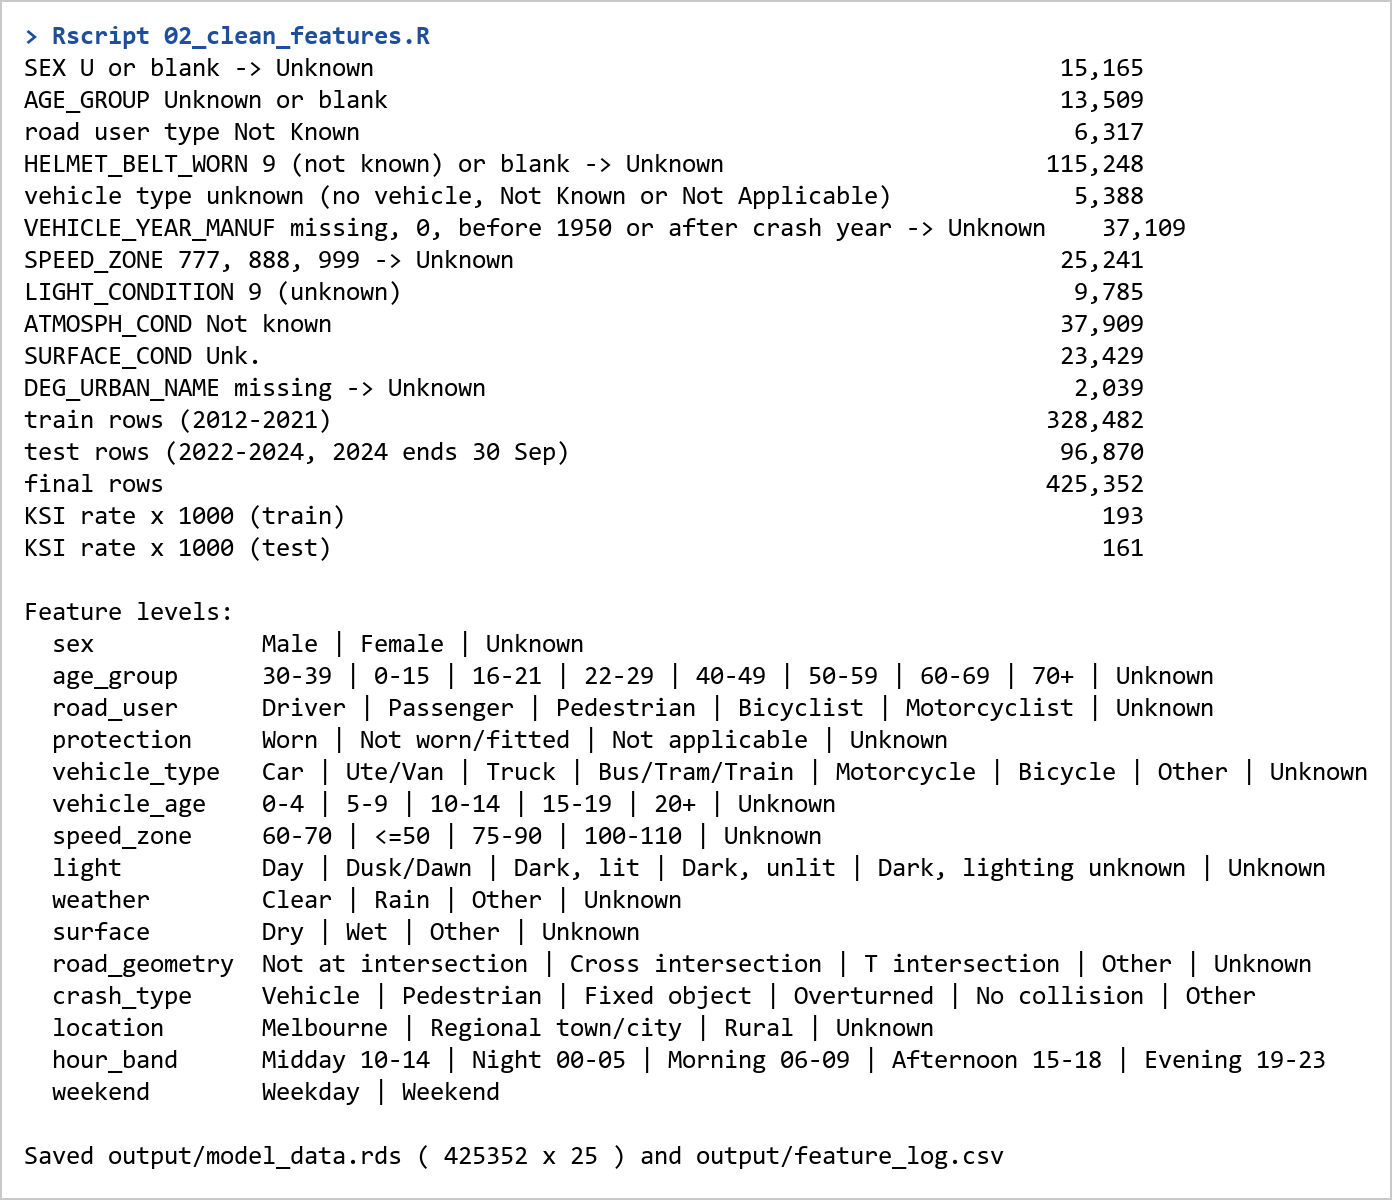 > Rscript 02_clean_features.R
SEX U or blank -> Unknown 15,165
AGE_GROUP Unknown or blank 13,509
road user type Not Known 6,317
HELMET_BELT_WORN 9 (not known) or blank -> Unknown 115,248
vehicle type unknown (no vehicle, Not Known or Not Applicable) 5,388
VEHICLE_YEAR_MANUF missing, 0, before 1950 or after crash year -> Unknown 37,109
SPEED_ZONE 777, 888, 999 -> Unknown 25,241
LIGHT_CONDITION 9 (unknown) 9,785
ATMOSPH_COND Not known 37,909
SURFACE_COND Unk. 23,429
DEG_URBAN_NAME missing -> Unknown 2,039
train rows (2012-2021) 328,482
test rows (2022-2024, 2024 ends 30 Sep) 96,870
final rows 425,352
KSI rate x 1000 (train) 193
KSI rate x 1000 (test) 161
Feature levels:
sex Male | Female | Unknown
age_group 30-39 | 0-15 | 16-21 | 22-29 | 40-49 | 50-59 | 60-69 | 70+ | Unknown
road_user Driver | Passenger | Pedestrian | Bicyclist | Motorcyclist | Unknown
protection Worn | Not worn/fitted | Not applicable | Unknown
vehicle_type Car | Ute/Van | Truck | Bus/Tram/Train | Motorcycle | Bicycle | Other | Unknown
vehicle_age 0-4 | 5-9 | 10-14 | 15-19 | 20+ | Unknown
speed_zone 60-70 | <=50 | 75-90 | 100-110 | Unknown
light Day | Dusk/Dawn | Dark, lit | Dark, unlit | Dark, lighting unknown | Unknown
weather Clear | Rain | Other | Unknown
surface Dry | Wet | Other | Unknown
road_geometry Not at intersection | Cross intersection | T intersection | Other | Unknown
crash_type Vehicle | Pedestrian | Fixed object | Overturned | No collision | Other
location Melbourne | Regional town/city | Rural | Unknown
hour_band Midday 10-14 | Night 00-05 | Morning 06-09 | Afternoon 15-18 | Evening 19-23
weekend Weekday | Weekend
Saved output/model_data.rds ( 425352 x 25 ) and output/feature_log.csv